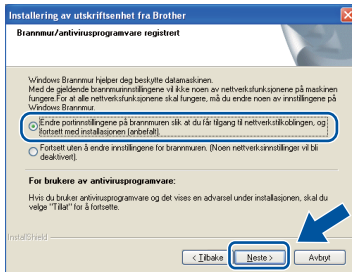 Installering av utskriftsenhet fra Brother
Brannmur/antivirusprogramvare registrert
Windows Brannmur hjelper deg beskytte datamaskinen.
Med de gjeldende brannmurinnstillingene vil ikke noen av nettverksfunksjonene på maskinen
fungere.For at alle nettverksfunksjonene skal fungere, må du endre noen av innstillingene på
Windows Brannmur.
Endre portinnstillingene på brannmuren slik at du får tilgang til nettverkstilkoblingen, og
fortsett med installasjonen (anbefalt).
Fortsett uten å endre innstillingene for brannmuren. (Noen nettverksinnstillinger vil bli
deaktivert).
For brukere av antivirusprogramvare:
Hvis du bruker antivirusprogramvare og det vises en advarsel under installasjonen, skal du
velge "Tillat" for å fortsette.
InstallShield
< Tilbake Neste > Avbryt